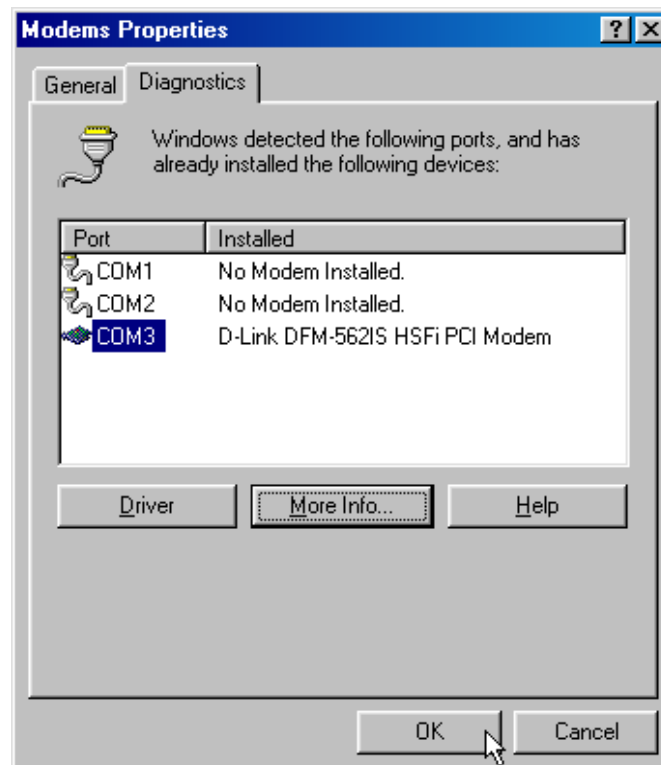 Modems Properties
General Diagnostics
Windows detected the following ports, and has
already installed the following devices:
Port Installed
COM1 No Modem Installed.
COM2 No Modem Installed.
COM3 D-Link DFM-562IS HSFi PCI Modem
Driver More Info... Help
OK Cancel